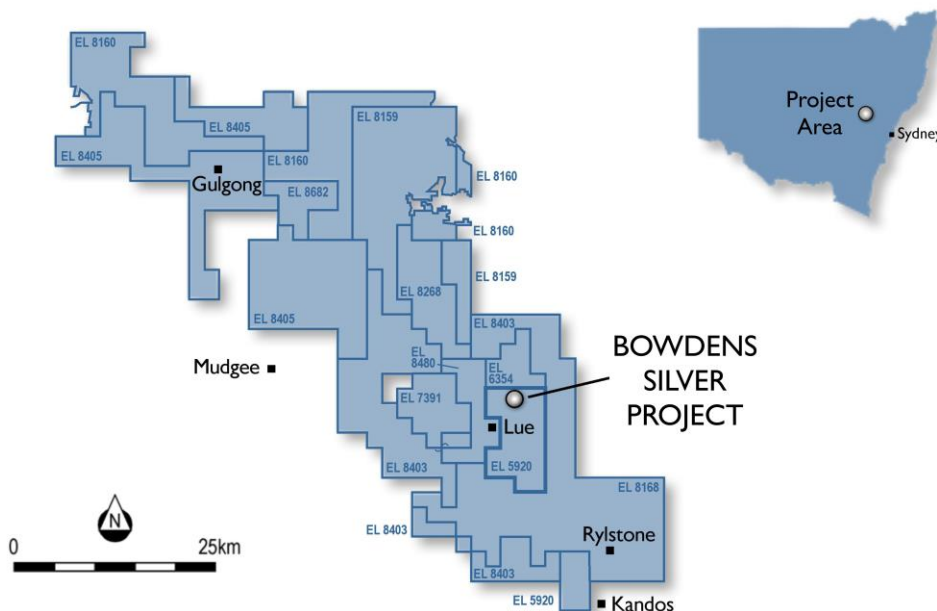 EL 8160
EL 8405
EL 8405
Gulgong
EL 8160
EL 8682
EL 8159
EL 8160
EL 8160
EL 8159
EL 8268
EL 8405
EL 8403
Mudgee
EL
8480
EL
6354
EL 7391
Lue
BOWDENS
SILVER
PROJECT
EL 8403
EL 5920
EL 8168
EL 8403
Rylstone
EL 8403
EL 5920
Kandos
N
0
25km
Project
Area
Sydney